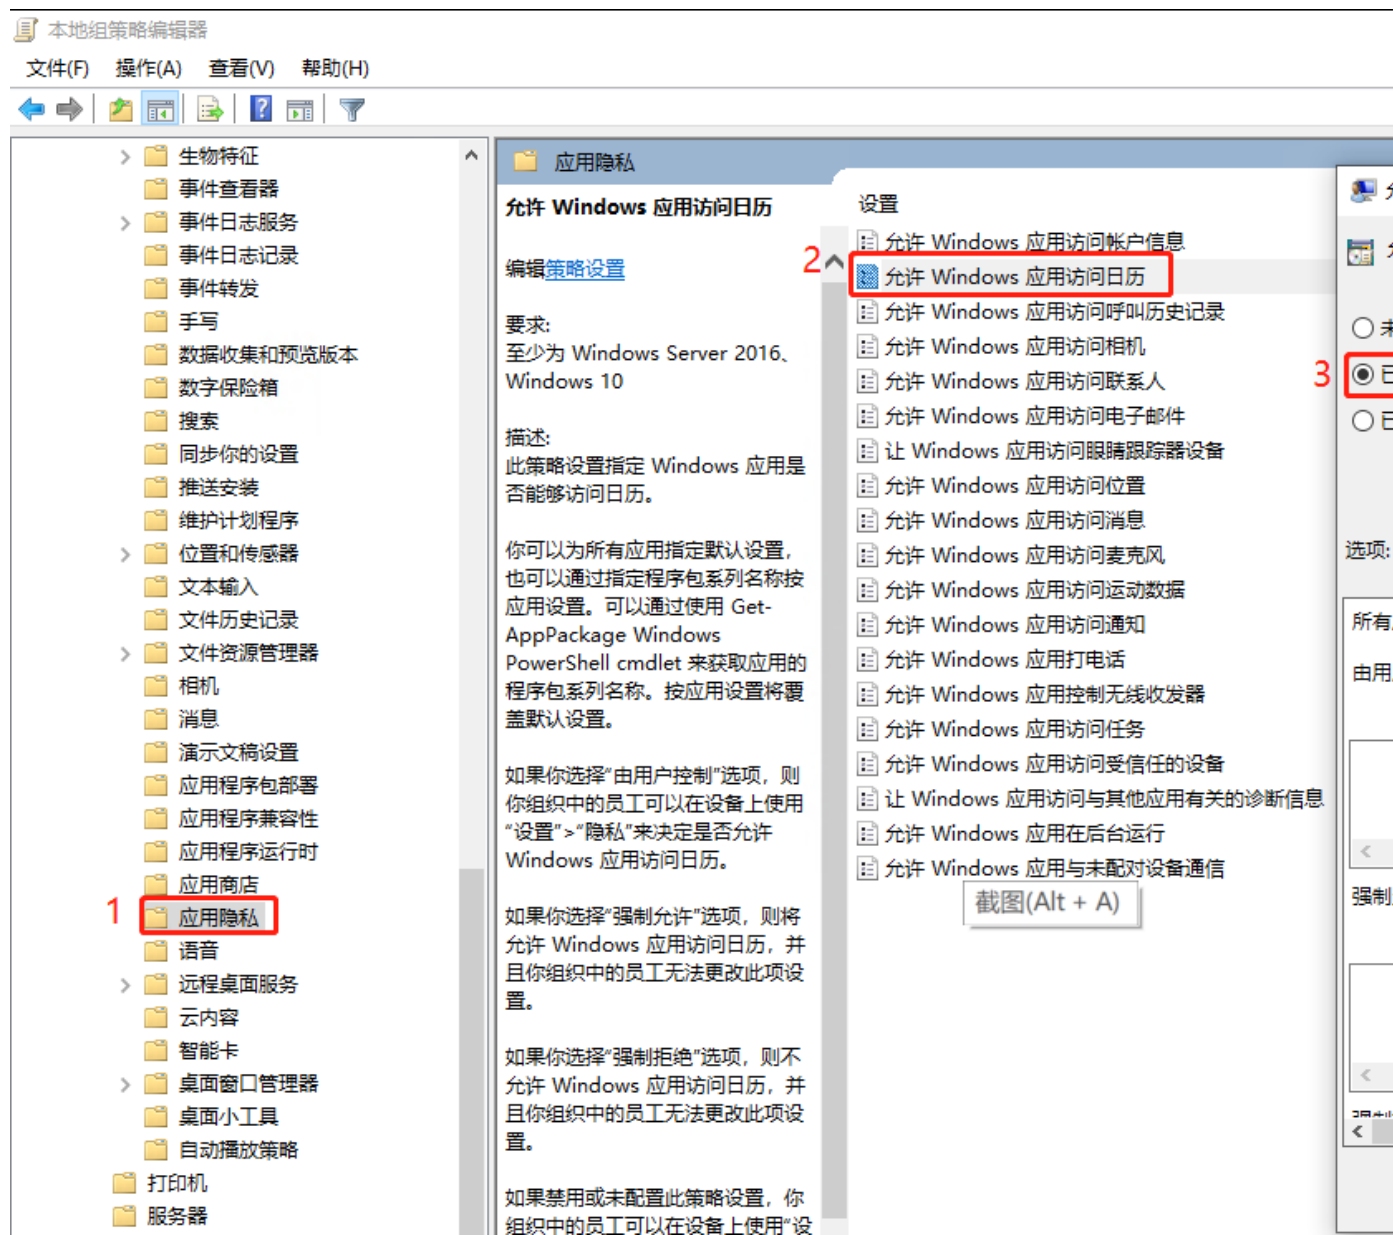 本地组策略编辑器
文件(F) 操作(A) 查看(V) 帮助(H)
生物特征
事件查看器
事件日志服务
事件日志记录
事件转发
手写
数据收集和预览版本
数字保险箱
搜索
同步你的设置
推送安装
维护计划程序
位置和传感器
文本输入
文件历史记录
文件资源管理器
相机
消息
演示文稿设置
应用程序包部署
应用程序兼容性
应用程序运行时
应用商店
1
应用隐私
语音
远程桌面服务
云内容
智能卡
桌面窗口管理器
桌面小工具
自动播放策略
打印机
服务器
应用隐私
允许 Windows 应用访问日历
编辑策略设置
要求:
至少为 Windows Server 2016、
Windows 10
描述:
此策略设置指定 Windows 应用是
否能够访问日历。
你可以为所有应用指定默认设置，
也可以通过指定程序包系列名称按
应用设置。可以通过使用 Get-
AppPackage Windows
PowerShell cmdlet 来获取应用的
程序包系列名称。按应用设置将覆
盖默认设置。
如果你选择“由用户控制”选项，则
你组织中的员工可以在设备上使用
“设置”>“隐私”来决定是否允许
Windows 应用访问日历。
如果你选择“强制允许”选项，则将
允许 Windows 应用访问日历，并
且你组织中的员工无法更改此项设
置。
如果你选择“强制拒绝”选项，则不
允许 Windows 应用访问日历，并
且你组织中的员工无法更改此项设
置。
如果禁用或未配置此策略设置，你
组织中的员工可以在设备上使用“设
设置
允许 Windows 应用访问帐户信息
2
允许 Windows 应用访问日历
允许 Windows 应用访问呼叫历史记录
允许 Windows 应用访问相机
允许 Windows 应用访问联系人
允许 Windows 应用访问电子邮件
让 Windows 应用访问眼睛跟踪器设备
允许 Windows 应用访问位置
允许 Windows 应用访问消息
允许 Windows 应用访问麦克风
允许 Windows 应用访问运动数据
允许 Windows 应用访问通知
允许 Windows 应用打电话
允许 Windows 应用控制无线收发器
允许 Windows 应用访问任务
允许 Windows 应用访问受信任的设备
让 Windows 应用访问与其他应用有关的诊断信息
允许 Windows 应用在后台运行
允许 Windows 应用与未配对设备通信
截图(Alt + A)
3
选项:
所有
由用
强制